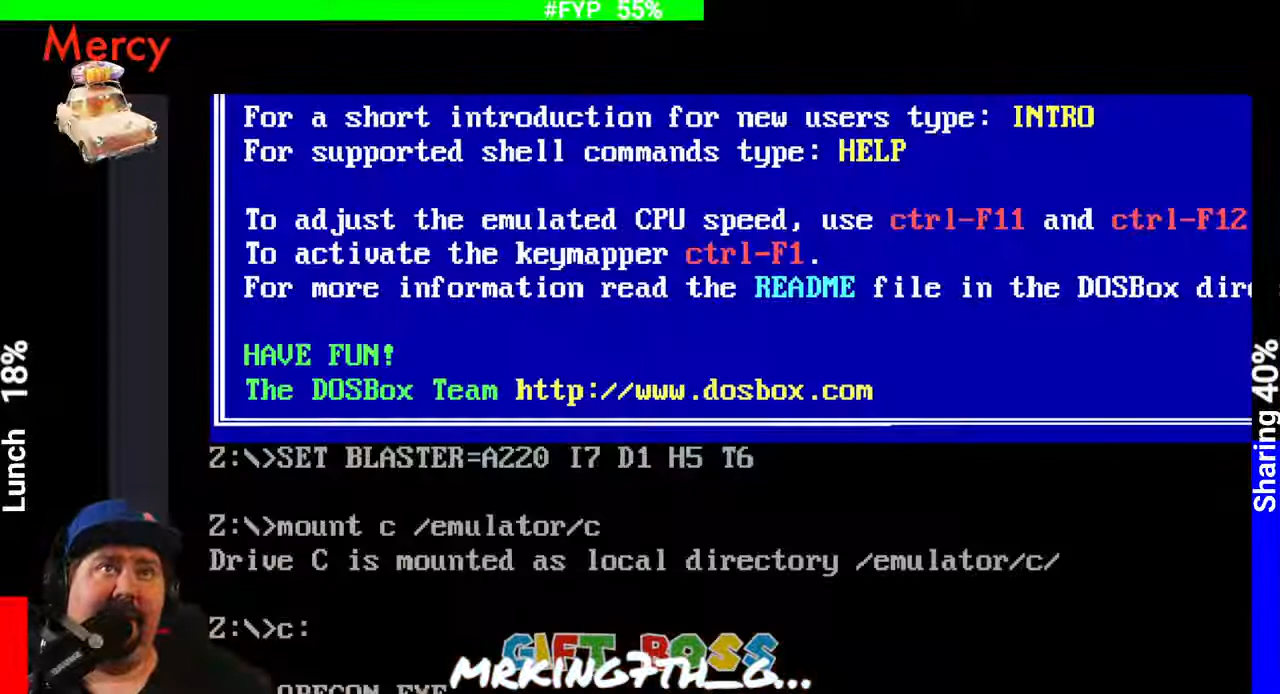 #FYP 55%
Mercy
For a short introduction for new users type: INTRO
For supported shell commands type: HELP
To adjust the emulated CPU speed, use ctrl-F11 and ctrl-F12
To activate the keymapper ctrl-F1.
For more information read the README file in the DOSBox dire
HAVE FUN!
The DOSBox Team http://www.dosbox.com
Lunch 18%
Sharing 40%
Z:\>SET BLASTER=A220 I7 D1 H5 T6
Z:\>mount c /emulator/c
Drive C is mounted as local directory /emulator/c/
Z:\>c:
GIFT BOSS
MRKING7TH_G...
OREGON.EXE